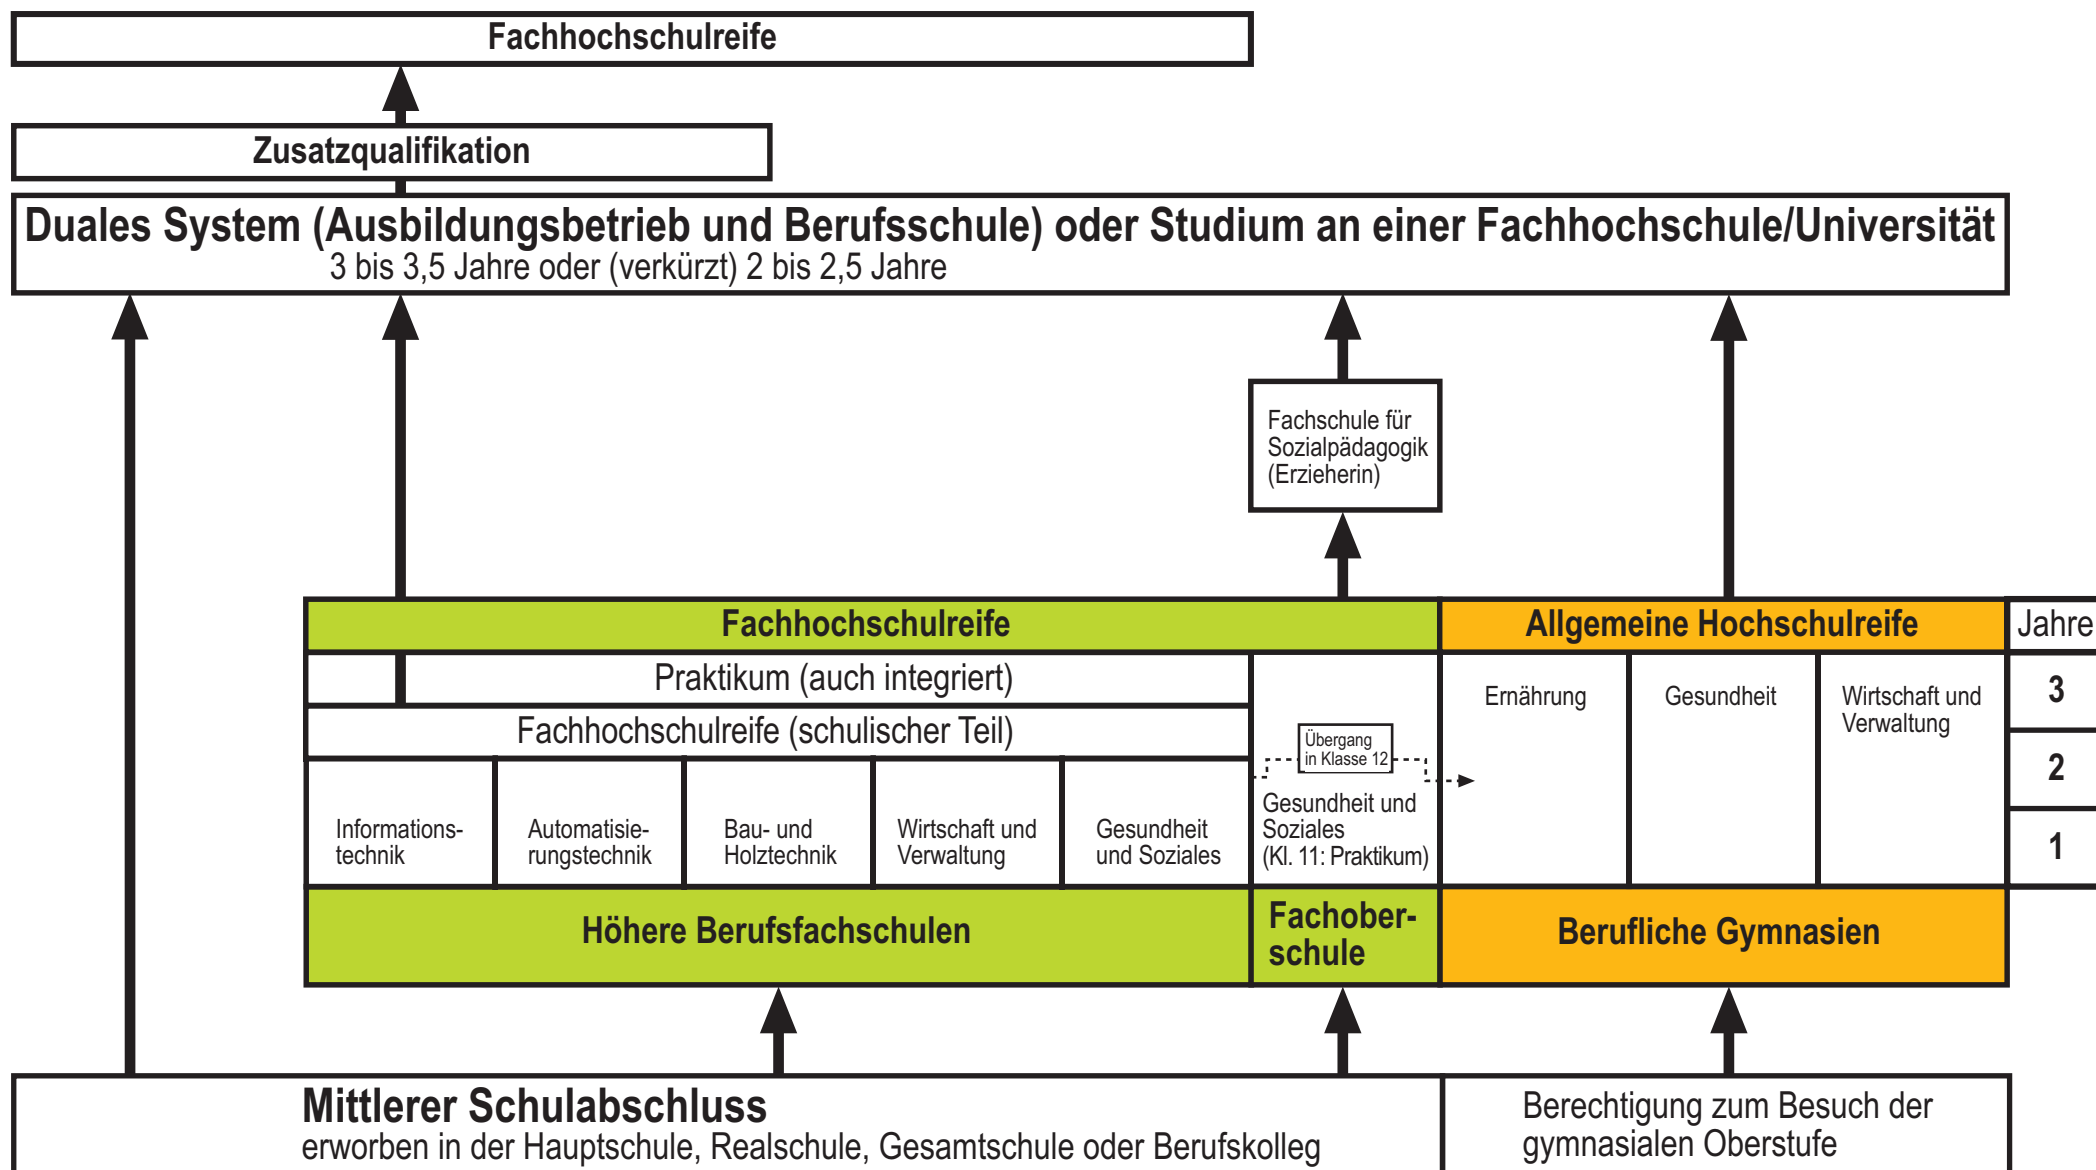 Fachhochschulreife
Zusatzqualifikation
Duales System (Ausbildungsbetrieb und Berufsschule) oder Studium an einer Fachhochschule/Universität
3 bis 3,5 Jahre oder (verkürzt) 2 bis 2,5 Jahre
Fachschule für
Sozialpädagogik
(Erzieherin)
Fachhochschulreife
Allgemeine Hochschulreife
Jahre
Praktikum (auch integriert)
Fachhochschulreife (schulischer Teil)
Ernährung
Gesundheit
Wirtschaft und
Verwaltung
3
2
1
Übergang
in Klasse 12
Informations-
technik
Automatisie-
rungstechnik
Bau- und
Holztechnik
Wirtschaft und
Verwaltung
Gesundheit
und Soziales
Gesundheit und
Soziales
(Kl. 11: Praktikum)
Höhere Berufsfachschulen
Fachober-
schule
Berufliche Gymnasien
Mittlerer Schulabschluss
erworben in der Hauptschule, Realschule, Gesamtschule oder Berufskolleg
Berechtigung zum Besuch der
gymnasialen Oberstufe